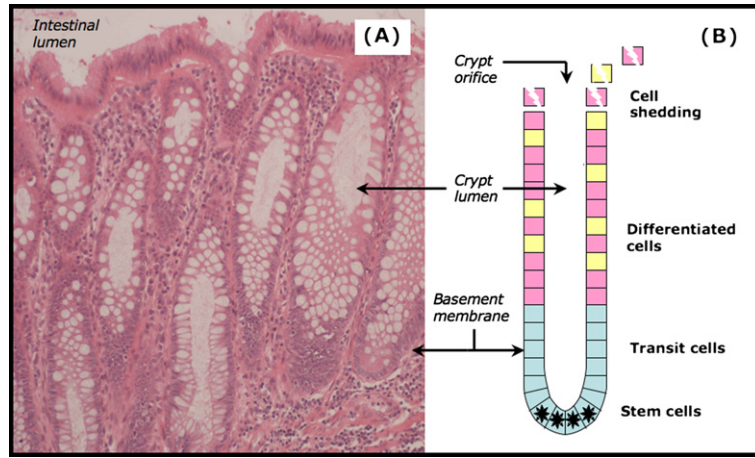 Intestinal
lumen
(A)
(B)
Crypt
orifice
Cell
shedding
Crypt
lumen
Differentiated
cells
Basement
membrane
Transit cells
Stem cells